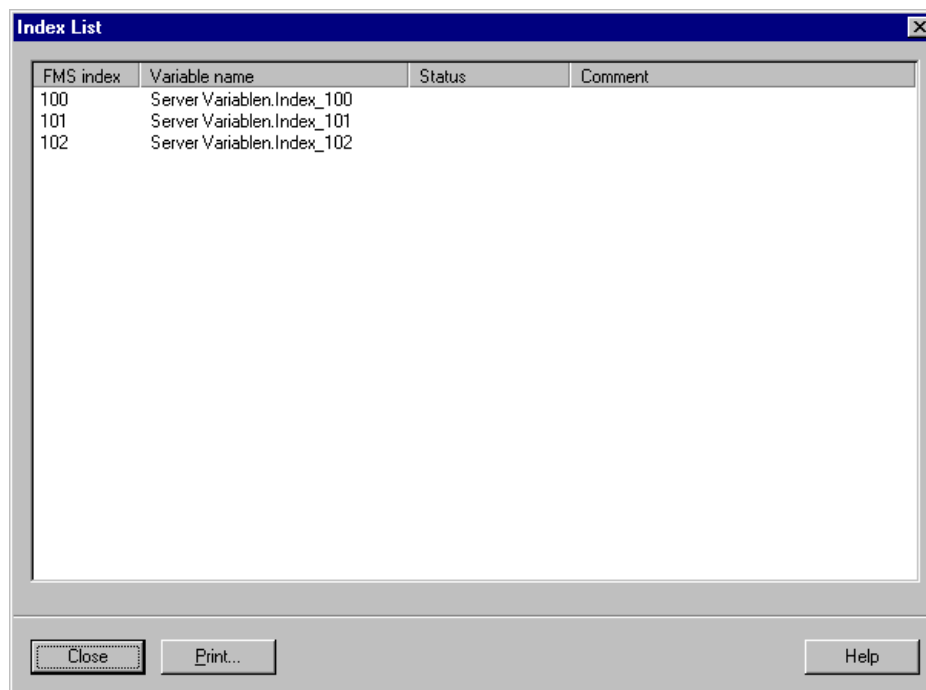 Index List
FMS index Variable name Status Comment
100 Server Variablen.Index_100
101 Server Variablen.Index_101
102 Server Variablen.Index_102
Close Print... Help